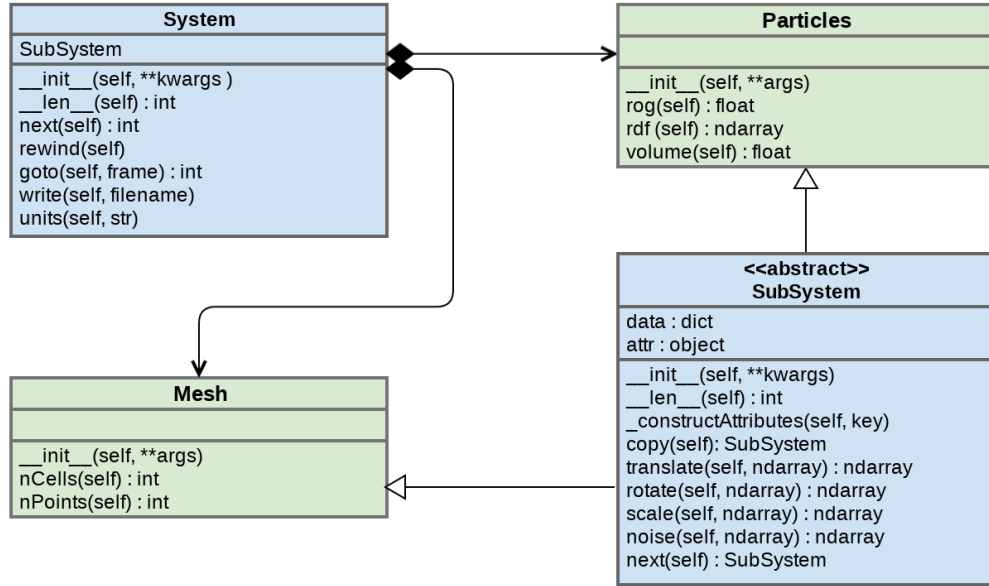 System
SubSystem
__init__(self, **kwargs )
__len__(self) : int
next(self) : int
rewind(self)
goto(self, frame) : int
write(self, filename)
units(self, str)
Particles
__init__(self, **args)
rog(self) : float
rdf (self) : ndarray
volume(self) : float
<<abstract>>
SubSystem
data : dict
attr : object
__init__(self, **kwargs)
__len__(self) : int
_constructAttributes(self, key)
copy(self): SubSystem
translate(self, ndarray) : ndarray
rotate(self, ndarray) : ndarray
scale(self, ndarray) : ndarray
noise(self, ndarray) : ndarray
next(self) : SubSystem
Mesh
__init__(self, **args)
nCells(self) : int
nPoints(self) : int